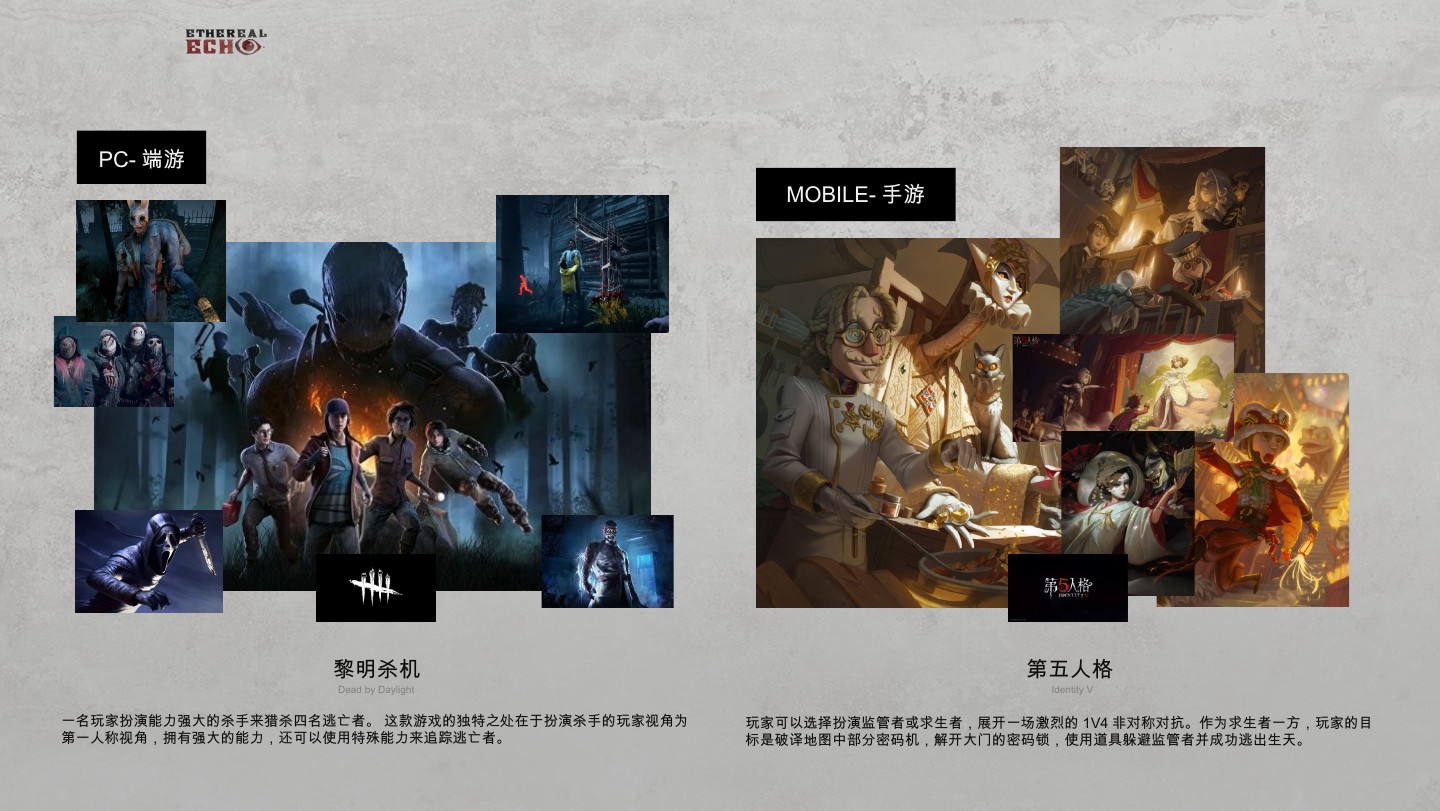 ETHEREAL
ECHO
PC- 端游
MOBILE- 手游
第5人格
第5人格
IDENTITY V
黎明杀机
Dead by Daylight
一名玩家扮演能力强大的杀手来猎杀四名逃亡者。 这款游戏的独特之处在于扮演杀手的玩家视角为
第一人称视角，拥有强大的能力，还可以使用特殊能力来追踪逃亡者。
第五人格
Identity V
玩家可以选择扮演监管者或求生者，展开一场激烈的 1V4 非对称对抗。作为求生者一方，玩家的目
标是破译地图中部分密码机，解开大门的密码锁，使用道具躲避监管者并成功逃出生天。